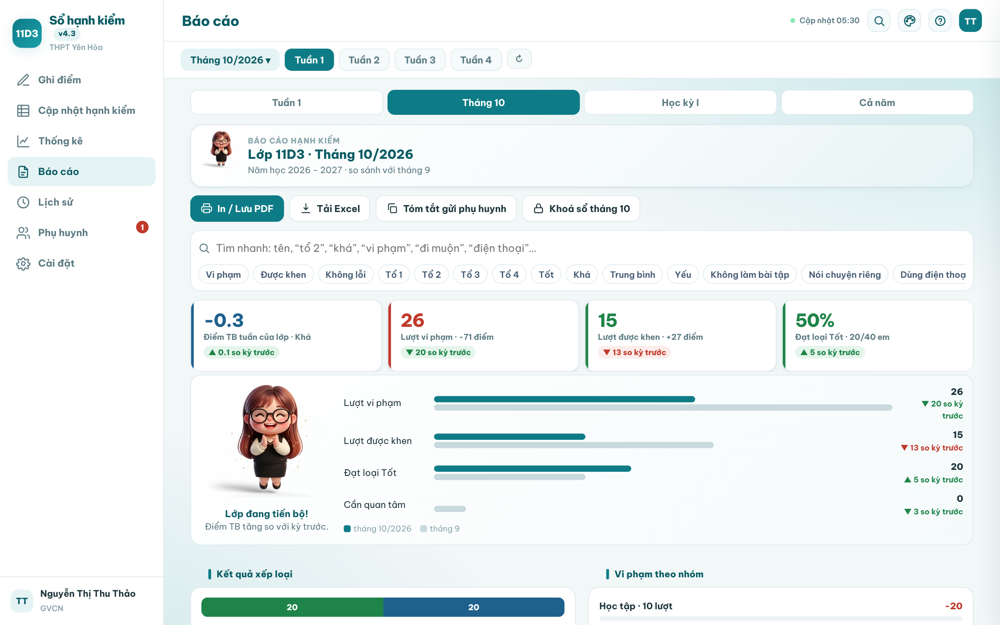 11D3
Sổ hạnh kiểm
v4.3
THPT Yên Hòa
Ghi điểm
Cập nhật hạnh kiểm
Thống kê
Báo cáo
Lịch sử
Phụ huynh
1
Cài đặt
TT
Nguyễn Thị Thu Thảo
GVCN
Báo cáo
Cập nhật 05:30
TT
Tháng 10/2026 ▾
Tuần 1
Tuần 2
Tuần 3
Tuần 4
Tuần 1
Tháng 10
Học kỳ I
Cả năm
BÁO CÁO HẠNH KIỂM
Lớp 11D3 · Tháng 10/2026
Năm học 2026 - 2027 · so sánh với tháng 9
In / Lưu PDF
Tải Excel
Tóm tắt gửi phụ huynh
Khoá sổ tháng 10
Tìm nhanh: tên, “tổ 2”, “khá”, “vi phạm”, “đi muộn”, “điện thoại”...
Vi phạm
Được khen
Không lỗi
Tổ 1
Tổ 2
Tổ 3
Tổ 4
Tốt
Khá
Trung bình
Yếu
Không làm bài tập
Nói chuyện riêng
Dùng điện thoạ
-0.3
Điểm TB tuần của lớp · Khá
▲ 0.1 so kỳ trước
26
Lượt vi phạm · -71 điểm
▼ 20 so kỳ trước
15
Lượt được khen · +27 điểm
▼ 13 so kỳ trước
50%
Đạt loại Tốt · 20/40 em
▲ 5 so kỳ trước
Lớp đang tiến bộ!
Điểm TB tăng so với kỳ trước.
Lượt vi phạm
26
▼ 20 so kỳ
trước
Lượt được khen
15
▼ 13 so kỳ trước
Đạt loại Tốt
20
▲ 5 so kỳ trước
Cần quan tâm
0
▼ 3 so kỳ trước
tháng 10/2026
tháng 9
Kết quả xếp loại
20
20
Vi phạm theo nhóm
Học tập · 10 lượt
-20